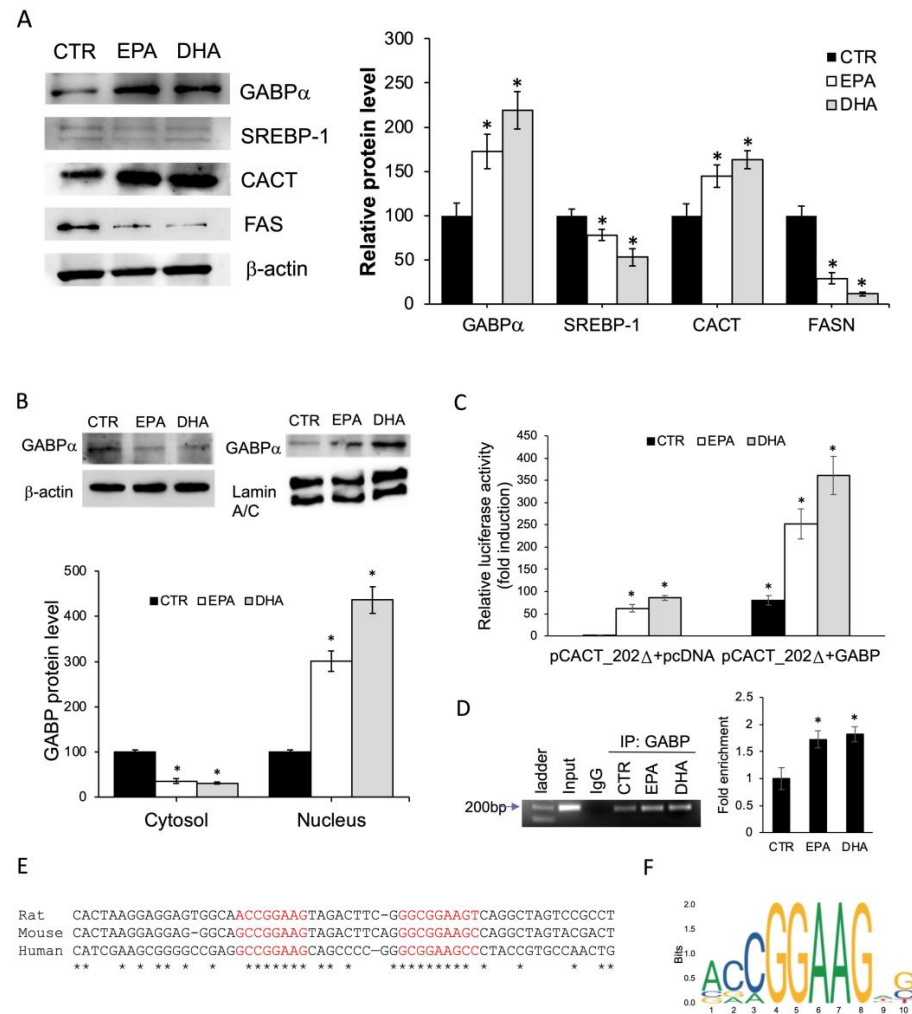 A
CTR EPA DHA
GABPα
SREBP-1
CACT
FAS
β-actin
Relative protein level
300
250
200
150
100
50
0
CTR
EPA
DHA
* * * * * * * *
GABPα SREBP-1 CACT FASN
B
CTR EPA DHA
GABPα
β-actin
CTR EPA DHA
GABPα
Lamin
A/C
GABP protein level
500
400
300
200
100
0
CTR EPA DHA
* * * *
Cytosol Nucleus
C
Relative luciferase activity
(fold induction)
450
400
350
300
250
200
150
100
50
0
CTR EPA DHA
* * * * *
pCACT_202Δ+pcDNA pCACT_202Δ+GABP
D
IP: GABP
ladder Input IgG CTR EPA DHA
200bp
Fold enrichment
2.5
2
1.5
1
0.5
0
* *
CTR EPA DHA
E
Rat CACTAAGGAGGAGTGGCAACCGGAAGTAGACTTC-GGGCGGAAGTCAGGCTAGTCCGCCT
Mouse CACTAAGGAGGAG-GGCAGCCGGAAGTAGACTTCAGGGCGGAAGCCAGGCTAGTACGACT
Human CATCGAAGCGGGGCCGAGGCCGGAAGCAGCCCC-GGGCGGAAGCCCTACCGTGCCAACTG
F
Bits
2.0
1.5
1.0
0.5
0.0
ACCGGAAG G
1 2 3 4 5 6 7 8 9 10